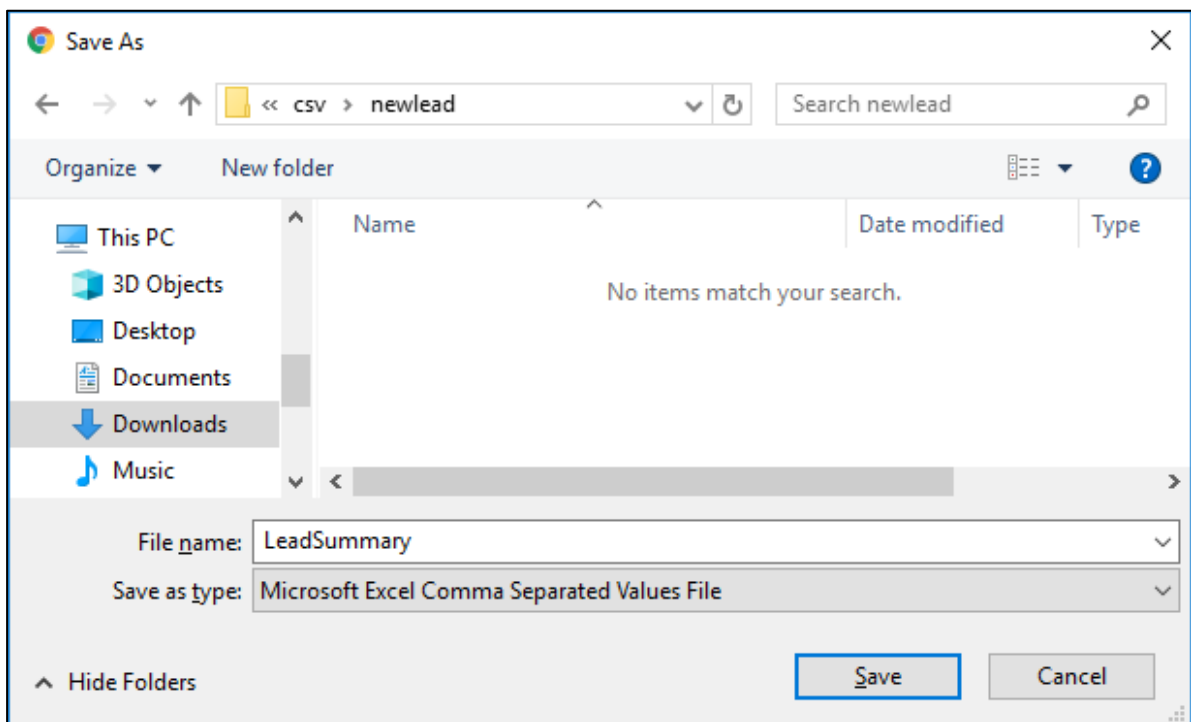 Save As
« csv > newlead
Search newlead
Organize
New folder
?
This PC
3D Objects
Desktop
Documents
Downloads
Music
Name
Date modified
Type
No items match your search.
File name: LeadSummary
Save as type: Microsoft Excel Comma Separated Values File
Hide Folders
Save
Cancel